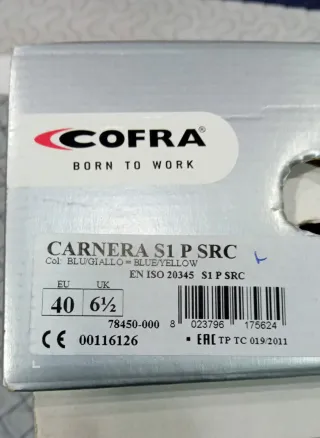 COFRA®
BORN TO WORK
CARNERA S1 P SRC
Col: BLU/GIALLO = BLUE/YELLOW
EN ISO 20345 S1 P SRC
EU UK
40 6½
78450-000 8 023796 175624
CE 00116126 ▪ EAC TP TC 019/2011